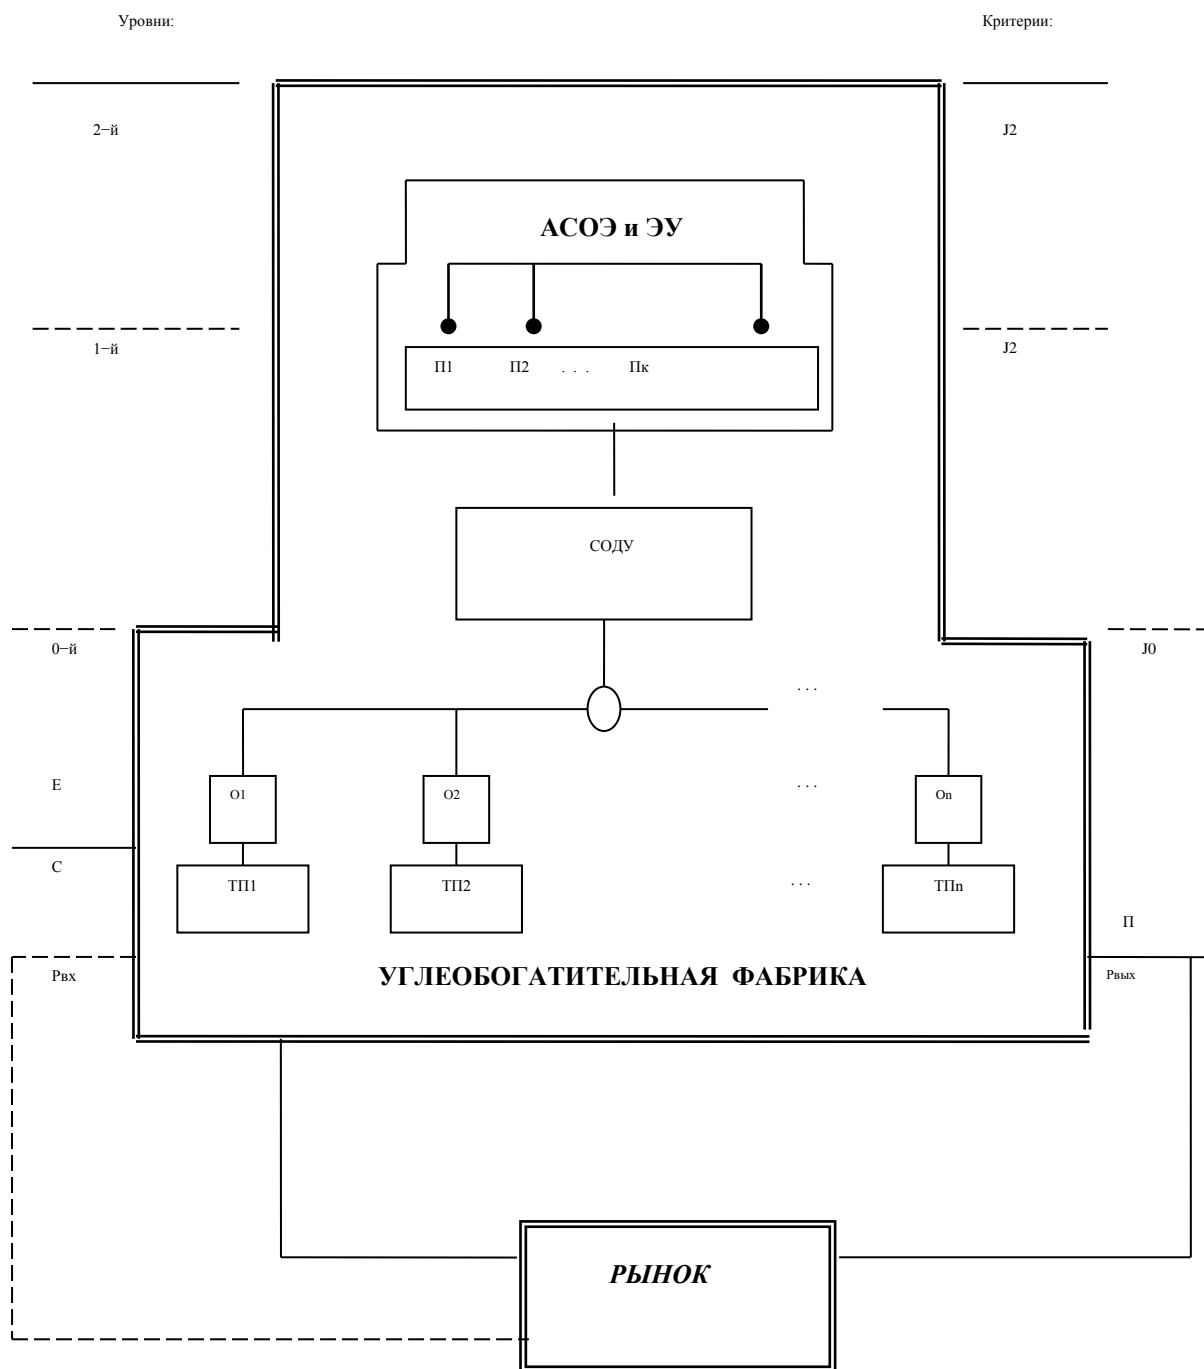 Уровни: Критерии:
2−й J2
АСОЭ и ЭУ
1−й J2
П1 П2 . . . Пк
СОДУ
0−й J0
. . .
Е
О1 О2 . . . Оn
С
ТП1 ТП2 . . . ТПn
П
Рвх УГЛЕОБОГАТИТЕЛЬНАЯ ФАБРИКА Рвых
РЫНОК